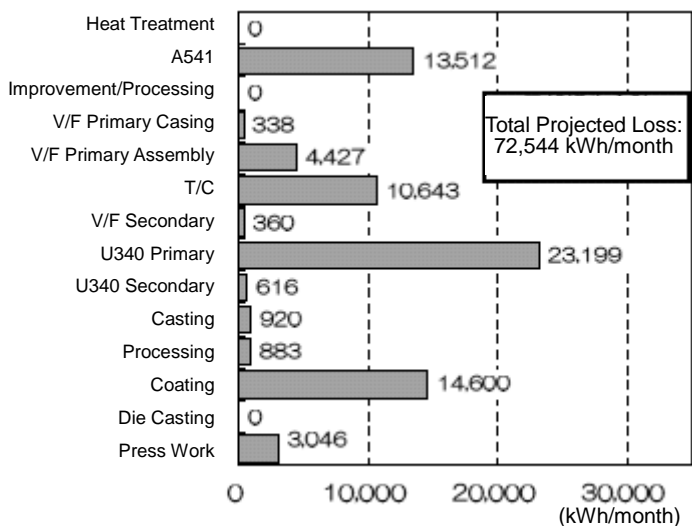 Heat Treatment 0
A541 13.512
Improvement/Processing 0
V/F Primary Casing 338
V/F Primary Assembly 4.427
T/C 10.643
V/F Secondary 360
U340 Primary 23.199
U340 Secondary 616
Casting 920
Processing 883
Coating 14.600
Die Casting 0
Press Work 3.046
Total Projected Loss:
72,544 kWh/month
0 10.000 20.000 30.000
(kWh/month)